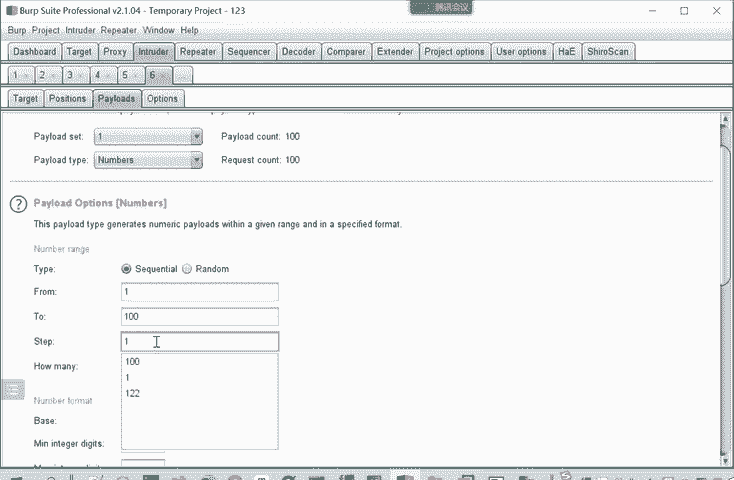 Burp Suite Professional v2.1.04 - Temporary Project - 123
腾讯会议
Burp Project Intruder Repeater Window Help
Dashboard Target Proxy Intruder Repeater Sequencer Decoder Comparer Extender Project options User options HaE ShiroScan
1 2 3 4 5 6 ...
Target Positions Payloads Options
Payload set: 1 Payload count: 100
Payload type: Numbers Request count: 100
? Payload Options [Numbers]
This payload type generates numeric payloads within a given range and in a specified format.
Number range
Type: Sequential Random
From: 1
To: 100
Step: 1
How many:
100
1
122
Number format
Base:
Min integer digits: